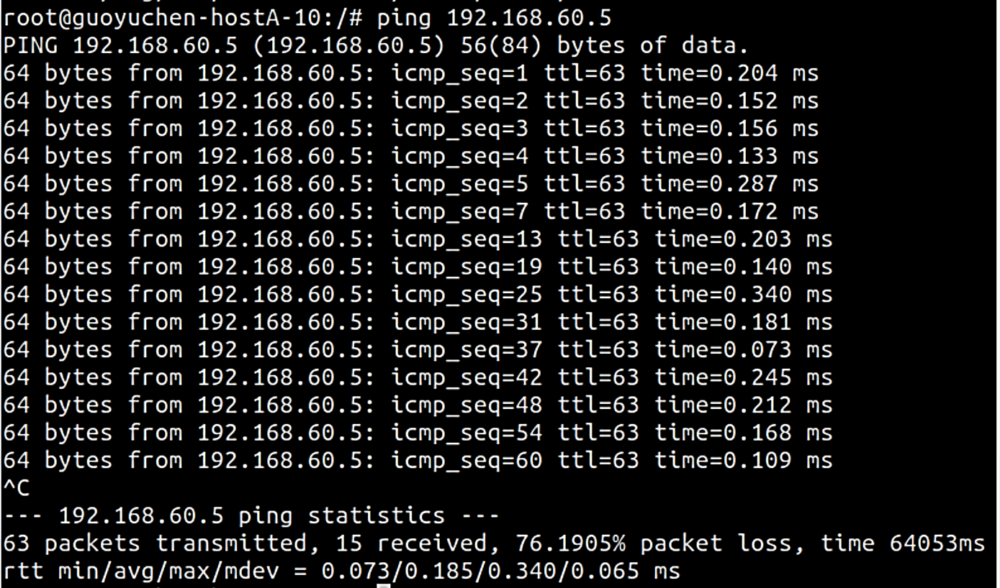 root@guoyuchen-hostA-10:/# ping 192.168.60.5
PING 192.168.60.5 (192.168.60.5) 56(84) bytes of data.
64 bytes from 192.168.60.5: icmp_seq=1 ttl=63 time=0.204 ms
64 bytes from 192.168.60.5: icmp_seq=2 ttl=63 time=0.152 ms
64 bytes from 192.168.60.5: icmp_seq=3 ttl=63 time=0.156 ms
64 bytes from 192.168.60.5: icmp_seq=4 ttl=63 time=0.133 ms
64 bytes from 192.168.60.5: icmp_seq=5 ttl=63 time=0.287 ms
64 bytes from 192.168.60.5: icmp_seq=7 ttl=63 time=0.172 ms
64 bytes from 192.168.60.5: icmp_seq=13 ttl=63 time=0.203 ms
64 bytes from 192.168.60.5: icmp_seq=19 ttl=63 time=0.140 ms
64 bytes from 192.168.60.5: icmp_seq=25 ttl=63 time=0.340 ms
64 bytes from 192.168.60.5: icmp_seq=31 ttl=63 time=0.181 ms
64 bytes from 192.168.60.5: icmp_seq=37 ttl=63 time=0.073 ms
64 bytes from 192.168.60.5: icmp_seq=42 ttl=63 time=0.245 ms
64 bytes from 192.168.60.5: icmp_seq=48 ttl=63 time=0.212 ms
64 bytes from 192.168.60.5: icmp_seq=54 ttl=63 time=0.168 ms
64 bytes from 192.168.60.5: icmp_seq=60 ttl=63 time=0.109 ms
^C
--- 192.168.60.5 ping statistics ---
63 packets transmitted, 15 received, 76.1905% packet loss, time 64053ms
rtt min/avg/max/mdev = 0.073/0.185/0.340/0.065 ms